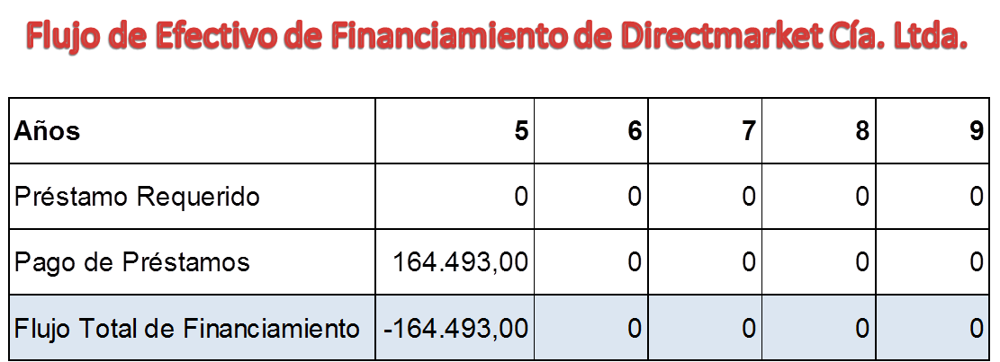 Flujo de Efectivo de Financiamiento de Directmarket Cía. Ltda.
Años 5 6 7 8 9
Préstamo Requerido 0 0 0 0 0
Pago de Préstamos 164.493,00 0 0 0 0
Flujo Total de Financiamiento -164.493,00 0 0 0 0